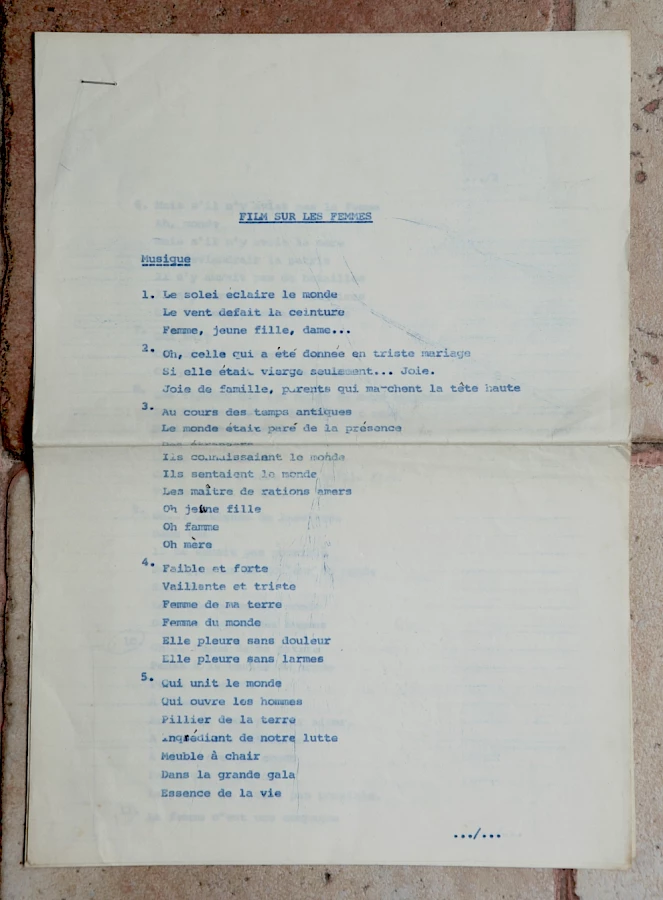 FILM SUR LES FEMMES
Musique
1. Le solei éclaire le monde
Le vent defait la ceinture
Femme, jeune fille, dame...
2. Oh, celle qui a été donnée en triste mariage
Si elle était vierge seulement... Joie.
Joie de famille, parents qui marchent la tête haute
3. Au cours des temps antiques
Le monde était paré de la présence
Des
Ils connaissaient le monde
Ils sentaient le monde
Les maître de rations amers
Oh jeune fille
Oh famme
Oh mère
4. Faible et forte
Vaillante et triste
Femme de ma terre
Femme du monde
Elle pleure sans douleur
Elle pleure sans larmes
5. Qui unit le monde
Qui ouvre les hommes
Pillier de la terre
Ingrédiant de notre lutte
Meuble à chair
Dans la grande gala
Essence de la vie
.../...